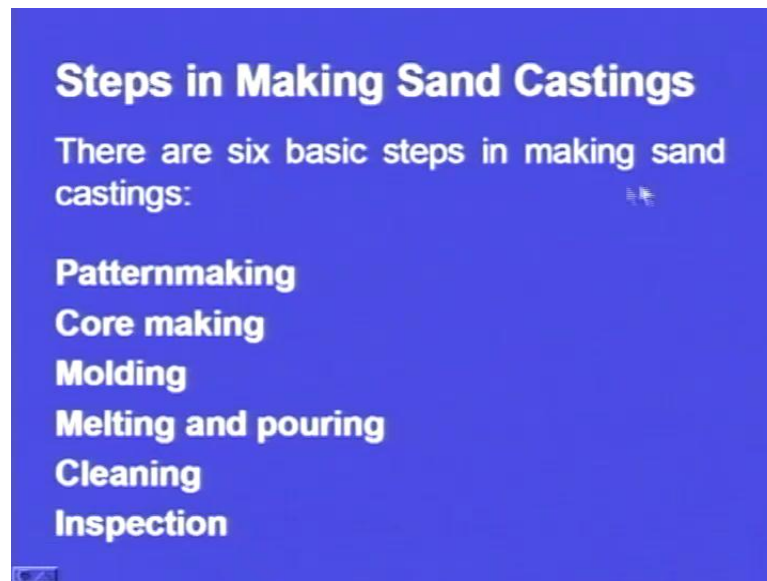 Steps in Making Sand Castings
There are six basic steps in making sand
castings:
Patternmaking
Core making
Molding
Melting and pouring
Cleaning
Inspection